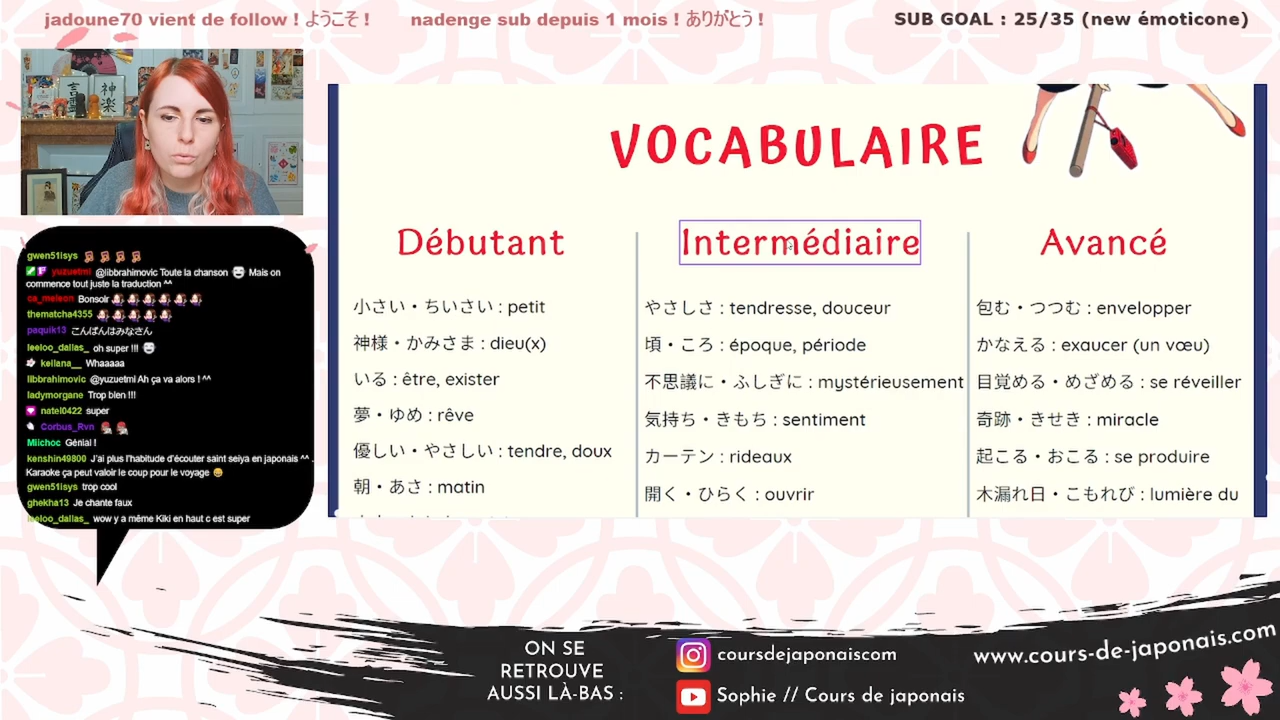 jadoune70 vient de follow ! ようこそ !
nadenge sub depuis 1 mois ! ありがとう !
SUB GOAL : 25/35 (new émoticone)
神楽
gwen51isys
yuzuetmi @libbrahimovic Toute la chanson Mais on
commence tout juste la traduction ^^
ca_meleon Bonsoir
thematcha4355
paquik13 こんばんはみなさん
leeloo_dallas_ oh super !!!
keilana__ Whaaaaa
libbrahimovic @yuzuetmi Ah ça va alors ! ^^
ladymorgane Trop bien !!!
natel0422 super
Corbus_Rvn
Miichoc Génial !
kenshin49800 J'ai plus l'habitude d'écouter saint seiya en japonais ^^ .
Karaoke ça peut valoir le coup pour le voyage
gwen51isys trop cool
ghekha13 Je chante faux
leeloo_dallas_ wow y a même Kiki en haut c est super
VOCABULAIRE
Débutant
小さい・ちいさい : petit
神様・かみさま : dieu(x)
いる : être, exister
夢・ゆめ : rêve
優しい・やさしい : tendre, doux
朝・あさ : matin
Intermédiaire
やさしさ : tendresse, douceur
頃・ころ : époque, période
不思議に・ふしぎに : mystérieusement
気持ち・きもち : sentiment
カーテン : rideaux
開く・ひらく : ouvrir
Avancé
包む・つつむ : envelopper
かなえる : exaucer (un vœu)
目覚める・めざめる : se réveiller
奇跡・きせき : miracle
起こる・おこる : se produire
木漏れ日・こもれび : lumière du
ON SE
RETROUVE
AUSSI LÀ-BAS :
coursdejaponaiscom
Sophie // Cours de japonais
www.cours-de-japonais.com